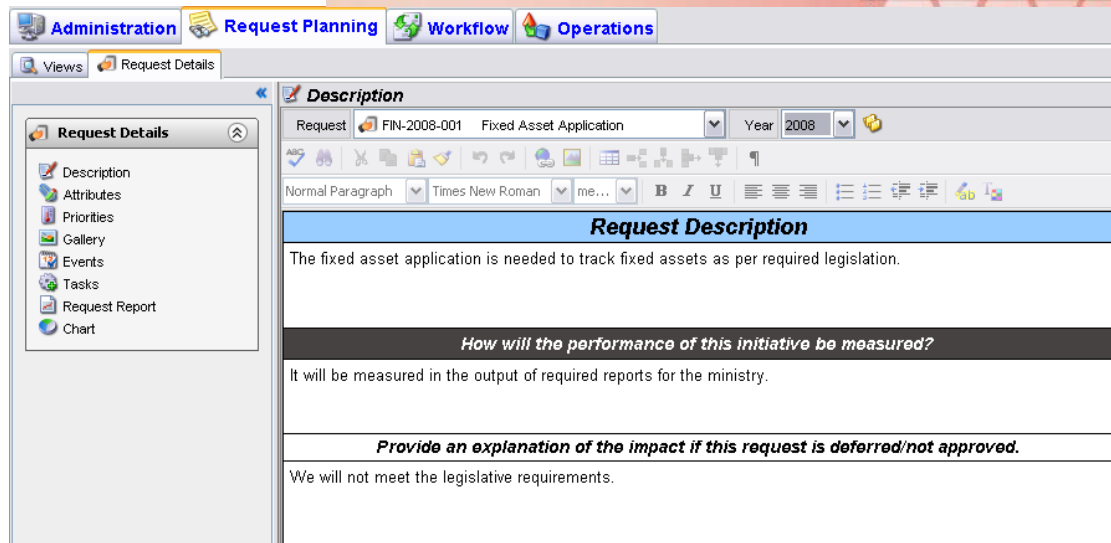 Administration Request Planning Workflow Operations
Views Request Details
Description
Request FIN-2008-001 Fixed Asset Application Year 2008
Request Details
Description
Attributes
Priorities
Gallery
Events
Tasks
Request Report
Chart
ABC
Normal Paragraph Times New Roman me... B I U
Request Description
The fixed asset application is needed to track fixed assets as per required legislation.
How will the performance of this initiative be measured?
It will be measured in the output of required reports for the ministry.
Provide an explanation of the impact if this request is deferred/not approved.
We will not meet the legislative requirements.